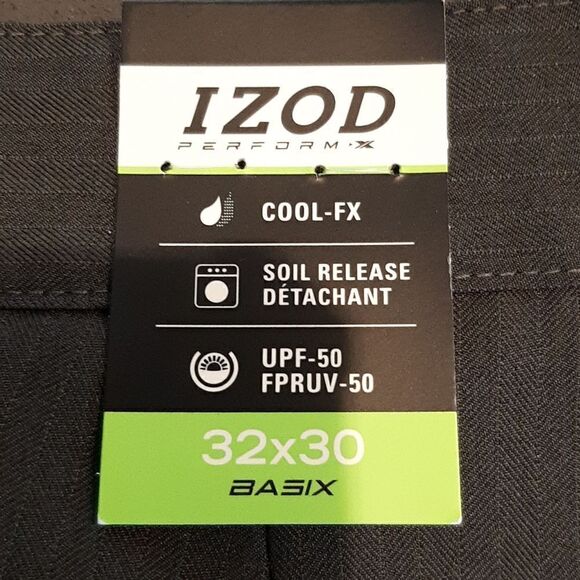 IZOD
PERFORM X
COOL-FX
SOIL RELEASE
DÉTACHANT
UPF-50
FPRUV-50
32x30
BASIX